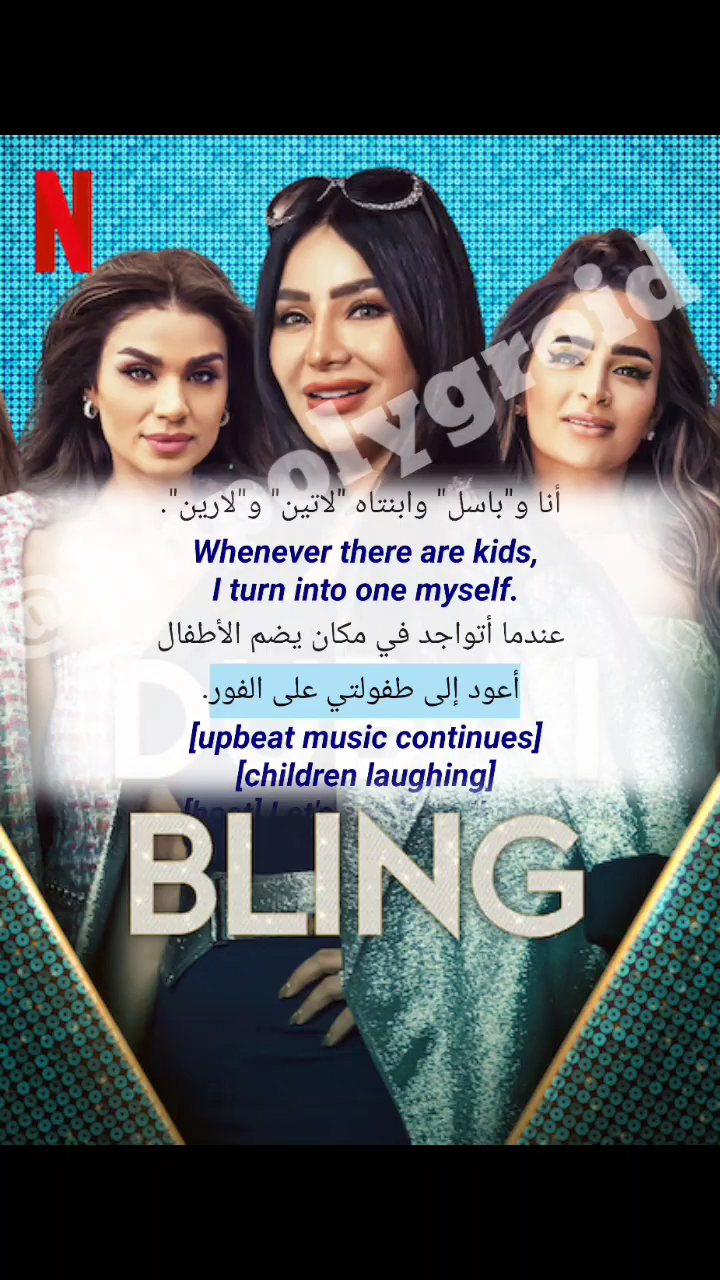 N
أنا و"باسل" وابنتاه "لاتين" و"لارين".
Whenever there are kids,
I turn into one myself.
عندما أتواجد في مكان يضم الأطفال
أعود إلى طفولتي على الفور.
[upbeat music continues]
[children laughing]
BLING